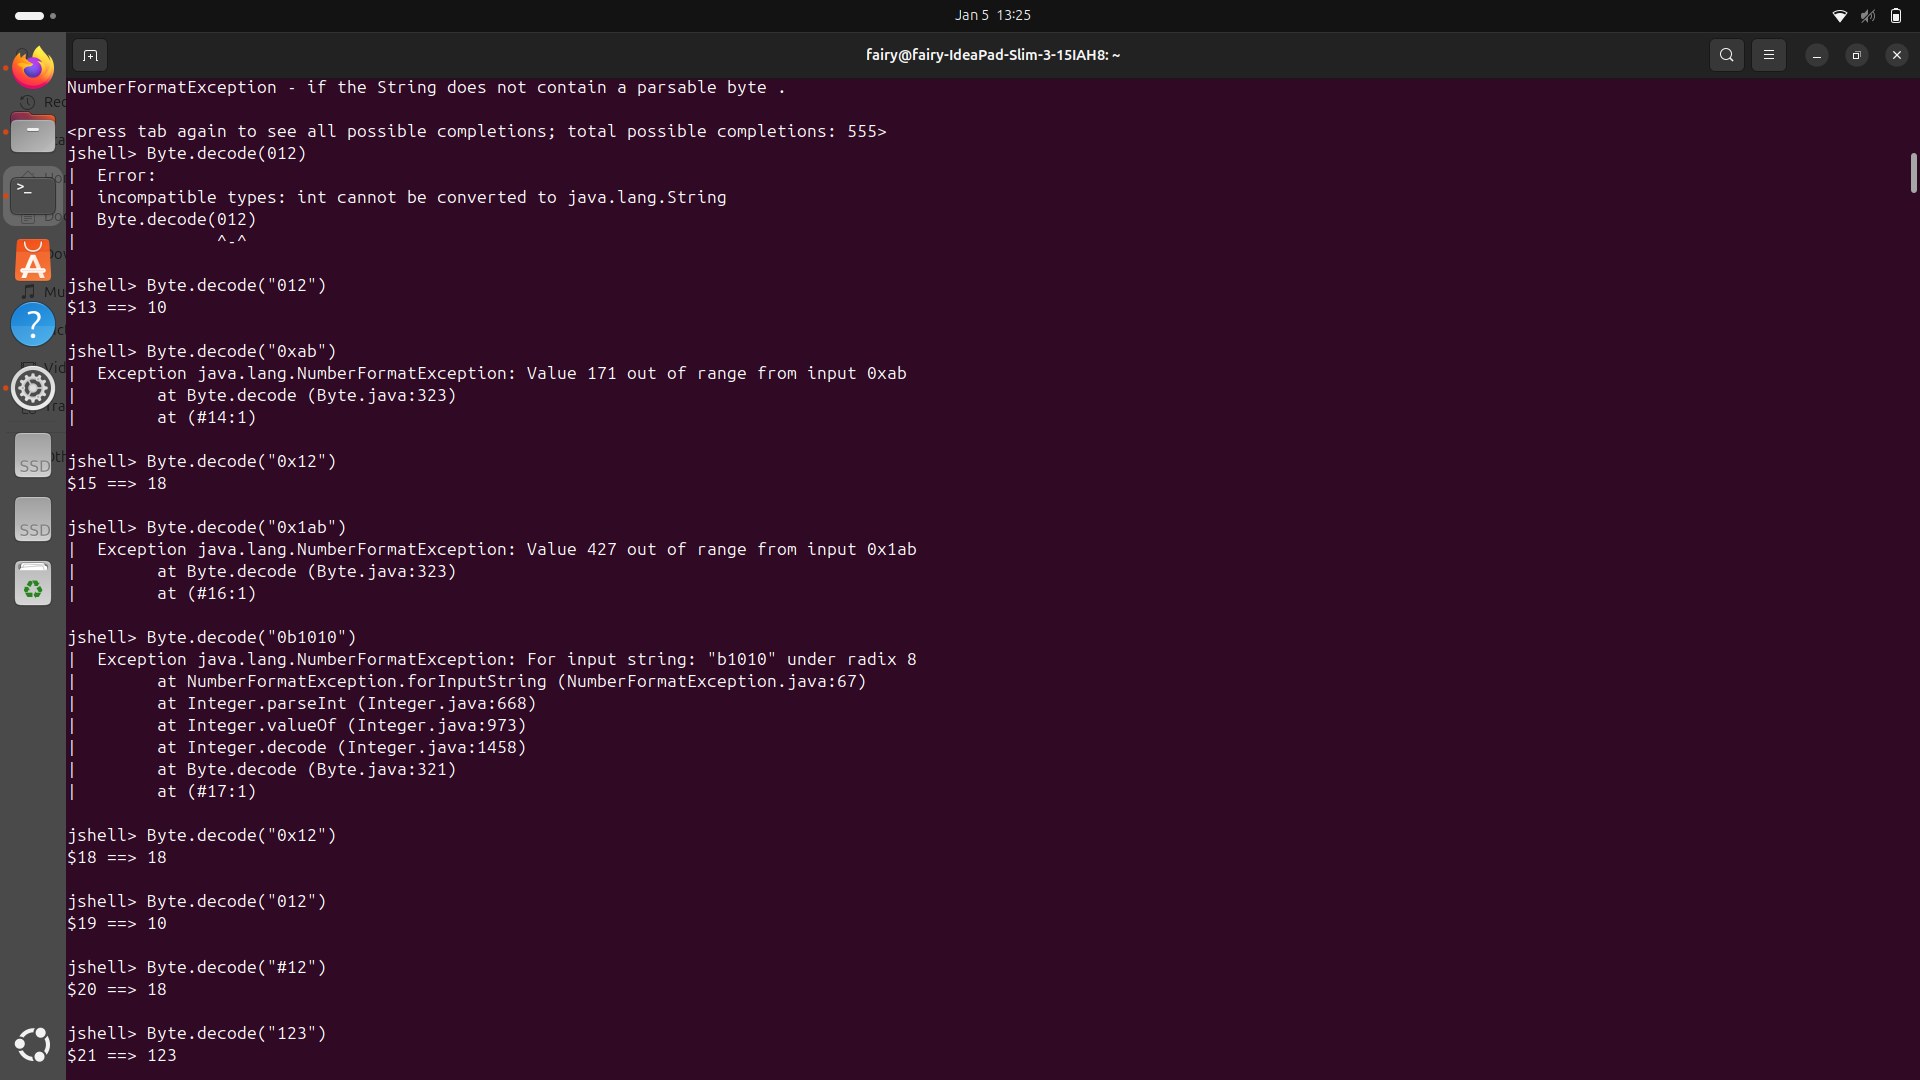 Jan 5 13:25
fairy@fairy-IdeaPad-Slim-3-15IAH8: ~
NumberFormatException - if the String does not contain a parsable byte .
<press tab again to see all possible completions; total possible completions: 555>
jshell> Byte.decode(012)
|  Error:
|  incompatible types: int cannot be converted to java.lang.String
|  Byte.decode(012)
|              ^-^
jshell> Byte.decode("012")
$13 ==> 10
jshell> Byte.decode("0xab")
|  Exception java.lang.NumberFormatException: Value 171 out of range from input 0xab
|        at Byte.decode (Byte.java:323)
|        at (#14:1)
jshell> Byte.decode("0x12")
$15 ==> 18
jshell> Byte.decode("0x1ab")
|  Exception java.lang.NumberFormatException: Value 427 out of range from input 0x1ab
|        at Byte.decode (Byte.java:323)
|        at (#16:1)
jshell> Byte.decode("0b1010")
|  Exception java.lang.NumberFormatException: For input string: "b1010" under radix 8
|        at NumberFormatException.forInputString (NumberFormatException.java:67)
|        at Integer.parseInt (Integer.java:668)
|        at Integer.valueOf (Integer.java:973)
|        at Integer.decode (Integer.java:1458)
|        at Byte.decode (Byte.java:321)
|        at (#17:1)
jshell> Byte.decode("0x12")
$18 ==> 18
jshell> Byte.decode("012")
$19 ==> 10
jshell> Byte.decode("#12")
$20 ==> 18
jshell> Byte.decode("123")
$21 ==> 123
SSD
SSD